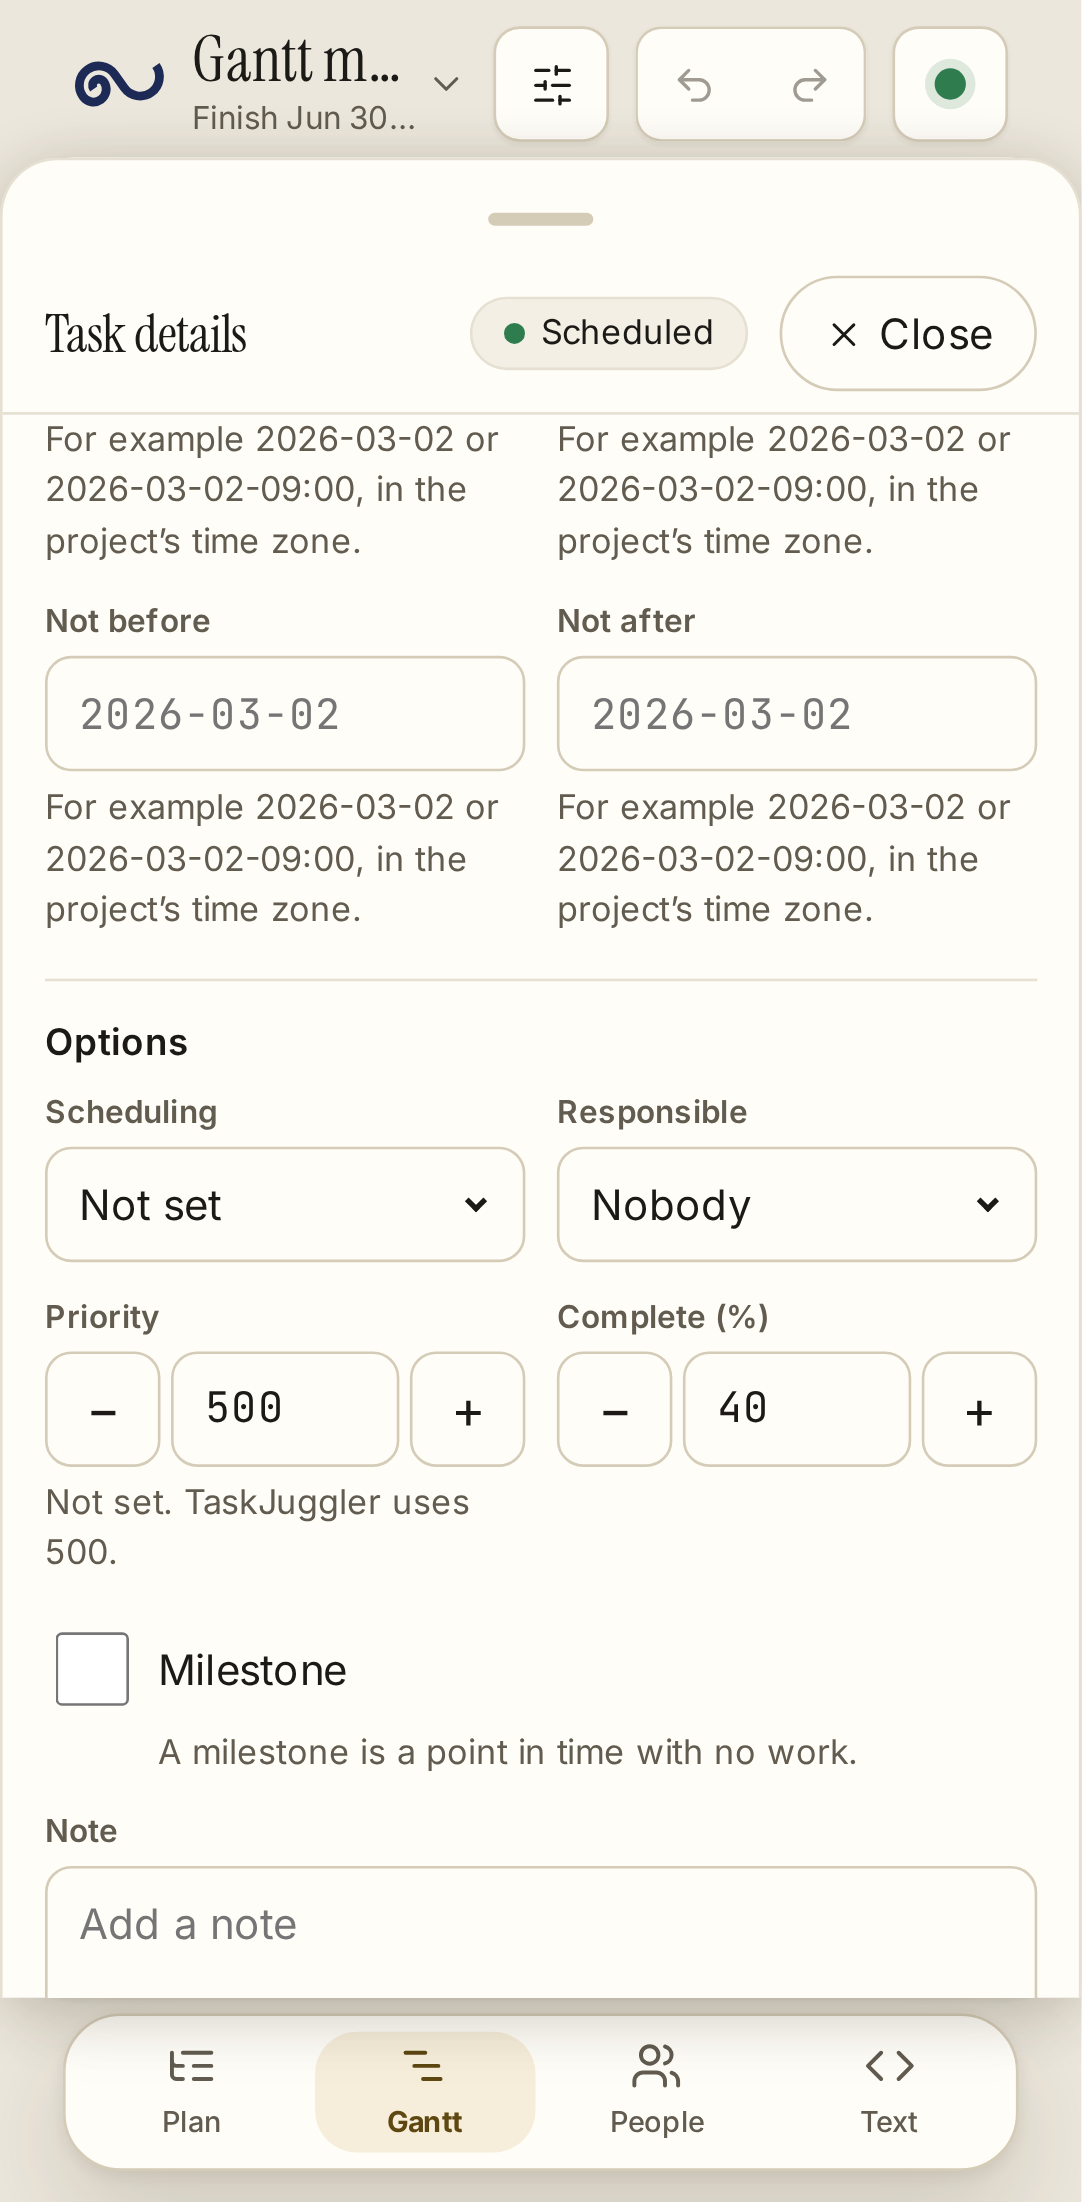 Gantt m...
Finish Jun 30...
Task details
Scheduled
Close
For example 2026-03-02 or
2026-03-02-09:00, in the
project's time zone.
For example 2026-03-02 or
2026-03-02-09:00, in the
project's time zone.
Not before
Not after
2026-03-02
2026-03-02
For example 2026-03-02 or
2026-03-02-09:00, in the
project's time zone.
For example 2026-03-02 or
2026-03-02-09:00, in the
project's time zone.
Options
Scheduling
Responsible
Not set
Nobody
Priority
Complete (%)
− 500 +
− 40 +
Not set. TaskJuggler uses
500.
Milestone
A milestone is a point in time with no work.
Note
Add a note
Plan
Gantt
People
Text